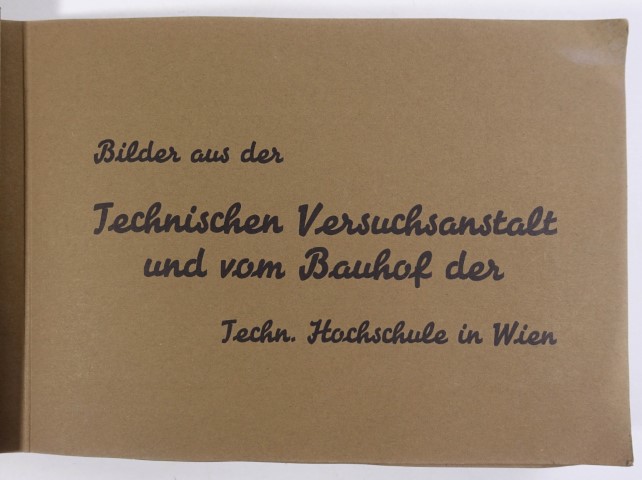 Bilder aus der
Technischen Versuchsanstalt
und vom Bauhof der
Techn. Hochschule in Wien